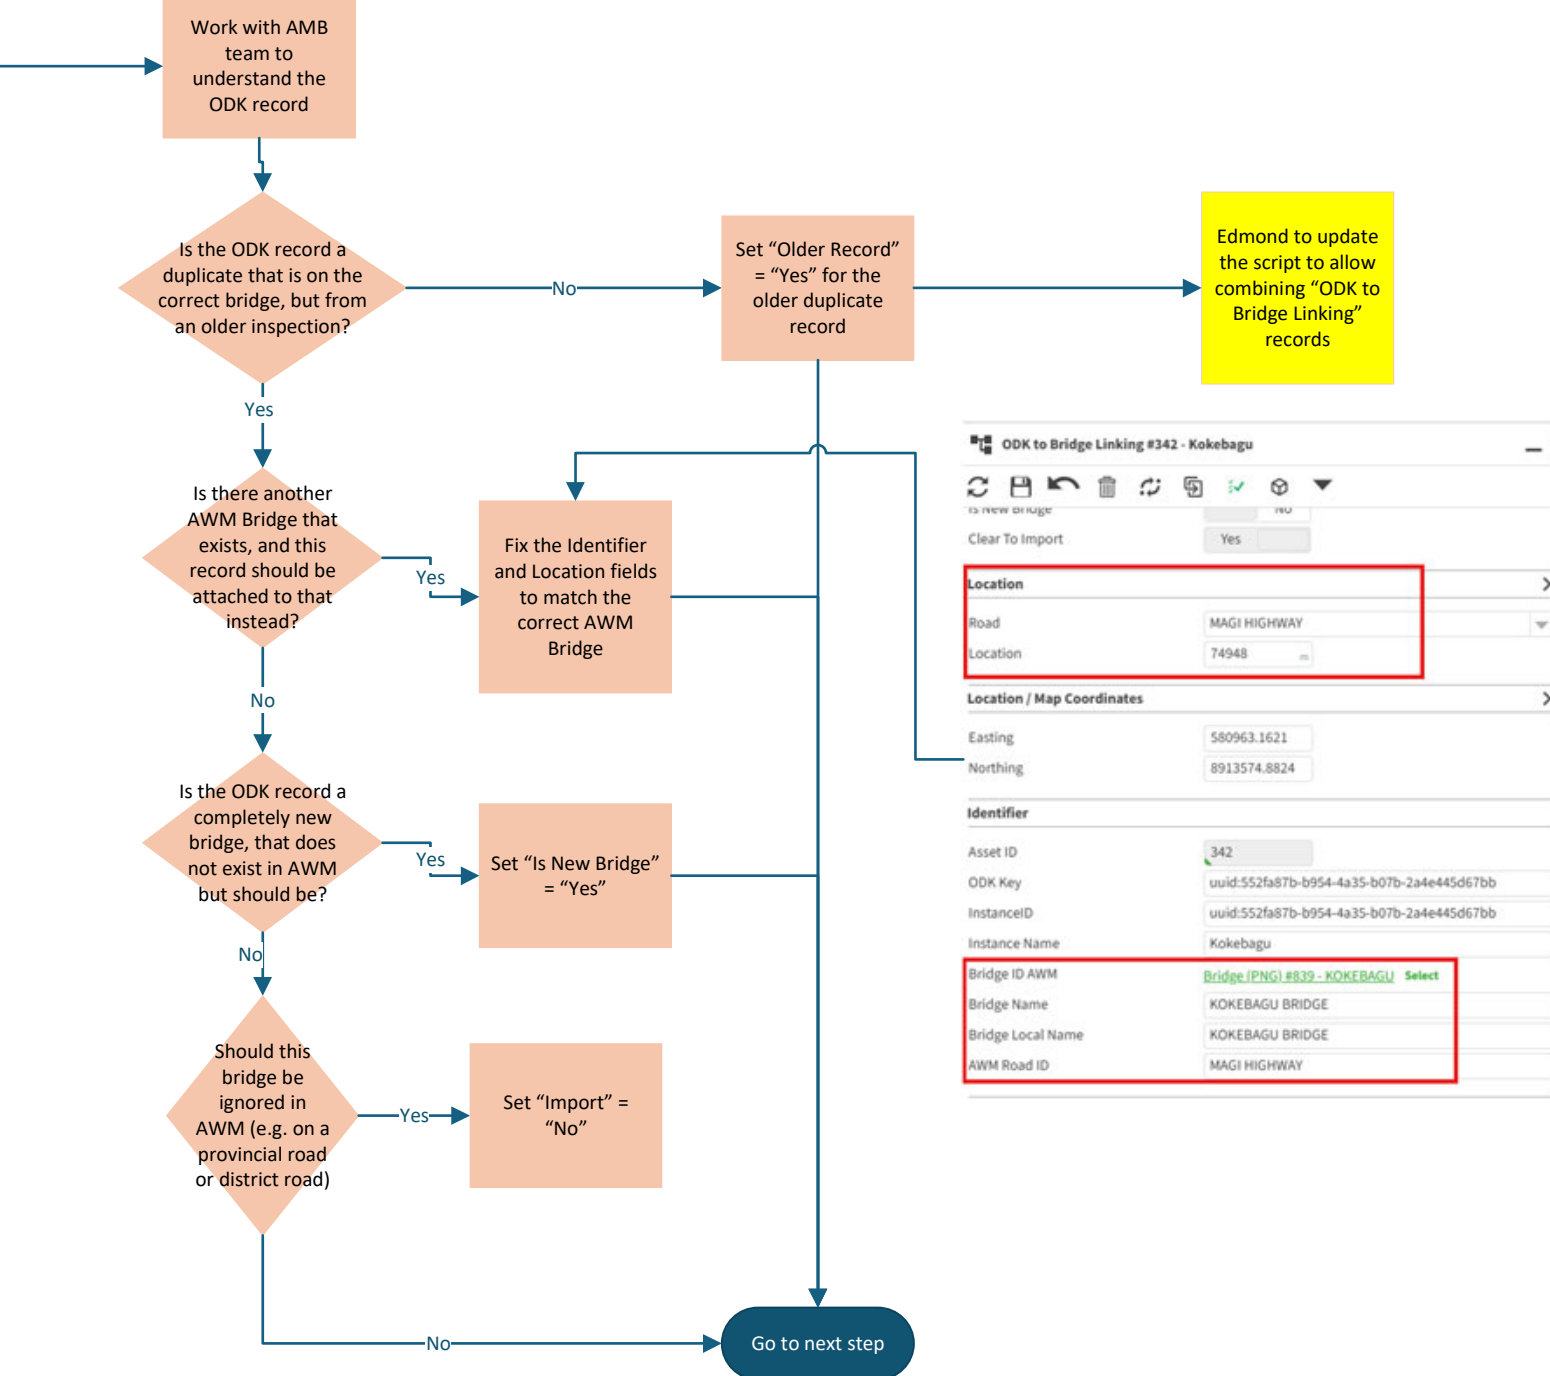 Work with AMB
team to
understand the
ODK record
Is the ODK record a
duplicate that is on the
correct bridge, but from
an older inspection?
No
Set “Older Record”
= “Yes” for the
older duplicate
record
Edmond to update
the script to allow
combining “ODK to
Bridge Linking”
records
Yes
Is there another
AWM Bridge that
exists, and this
record should be
attached to that
instead?
Yes
Fix the Identifier
and Location fields
to match the
correct AWM
Bridge
No
Is the ODK record a
completely new
bridge, that does
not exist in AWM
but should be?
Yes
Set “Is New Bridge”
= “Yes”
No
Should this
bridge be
ignored in
AWM (e.g. on a
provincial road
or district road)
Yes
Set “Import” =
“No”
No
Go to next step
ODK to Bridge Linking #342 - Kokebagu
Is New Bridge No
Clear To Import Yes
Location
Road MAGI HIGHWAY
Location 74948 m
Location / Map Coordinates
Easting 580963.1621
Northing 8913574.8824
Identifier
Asset ID 342
ODK Key uuid:552fa87b-b954-4a35-b07b-2a4e445d67bb
InstanceID uuid:552fa87b-b954-4a35-b07b-2a4e445d67bb
Instance Name Kokebagu
Bridge ID AWM Bridge (PNG) #839 - KOKEBAGU Select
Bridge Name KOKEBAGU BRIDGE
Bridge Local Name KOKEBAGU BRIDGE
AWM Road ID MAGI HIGHWAY